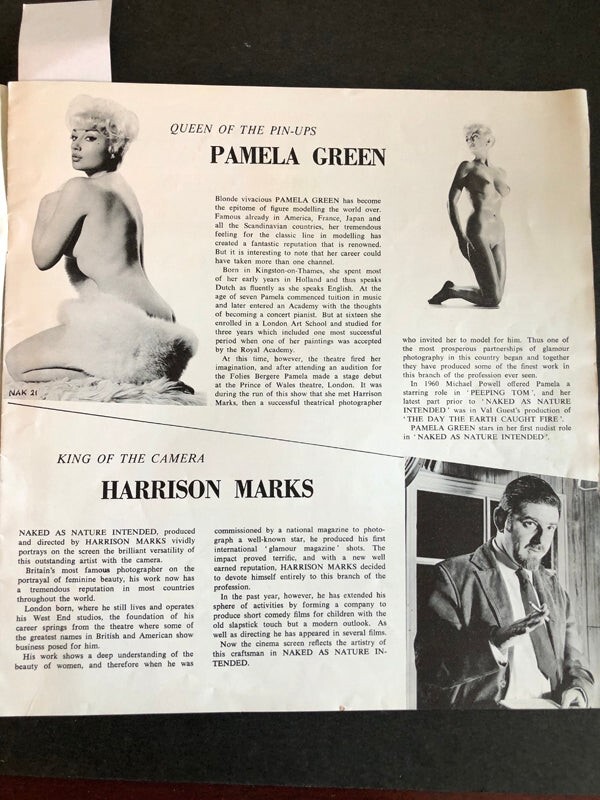 QUEEN OF THE PIN-UPS
PAMELA GREEN
Blonde vivacious PAMELA GREEN has become
the epitome of figure modelling the world over.
Famous already in America, France, Japan and
all the Scandinavian countries, her tremendous
feeling for the classic line in modelling has
created a fantastic reputation that is renowned.
But it is interesting to note that her career could
have taken more than one channel.
Born in Kingston-on-Thames, she spent most
of her early years in Holland and thus speaks
Dutch as fluently as she speaks English. At the
age of seven Pamela commenced tuition in music
and later entered an Academy with the thoughts
of becoming a concert pianist. But at sixteen she
enrolled in a London Art School and studied for
three years which included one most successful
period when one of her paintings was accepted
by the Royal Academy.
At this time, however, the theatre fired her
imagination, and after attending an audition for
the Folies Bergere Pamela made a stage debut
at the Prince of Wales theatre, London. It was
during the run of this show that she met Harrison
Marks, then a successful theatrical photographer
who invited her to model for him. Thus one of
the most prosperous partnerships of glamour
photography in this country began and together
they have produced some of the finest work in
this branch of the profession ever seen.
In 1960 Michael Powell offered Pamela a
starring role in 'PEEPING TOM', and her
latest part prior to 'NAKED AS NATURE
INTENDED' was in Val Guest's production of
'THE DAY THE EARTH CAUGHT FIRE'.
PAMELA GREEN stars in her first nudist role
in 'NAKED AS NATURE INTENDED'.
NAK 21
KING OF THE CAMERA
HARRISON MARKS
NAKED AS NATURE INTENDED, produced
and directed by HARRISON MARKS vividly
portrays on the screen the brilliant versatility of
this outstanding artist with the camera.
Britain's most famous photographer on the
portrayal of feminine beauty, his work now has
a tremendous reputation in most countries
throughout the world.
London born, where he still lives and operates
his West End studios, the foundation of his
career springs from the theatre where some of
the greatest names in British and American show
business posed for him.
His work shows a deep understanding of the
beauty of women, and therefore when he was
commissioned by a national magazine to photo-
graph a well-known star, he produced his first
international 'glamour magazine' shots. The
impact proved terrific, and with a new well
earned reputation, HARRISON MARKS decided
to devote himself entirely to this branch of the
profession.
In the past year, however, he has extended his
sphere of activities by forming a company to
produce short comedy films for children with the
old slapstick touch but a modern outlook. As
well as directing he has appeared in several films.
Now the cinema screen reflects the artistry of
this craftsman in NAKED AS NATURE IN-
TENDED.